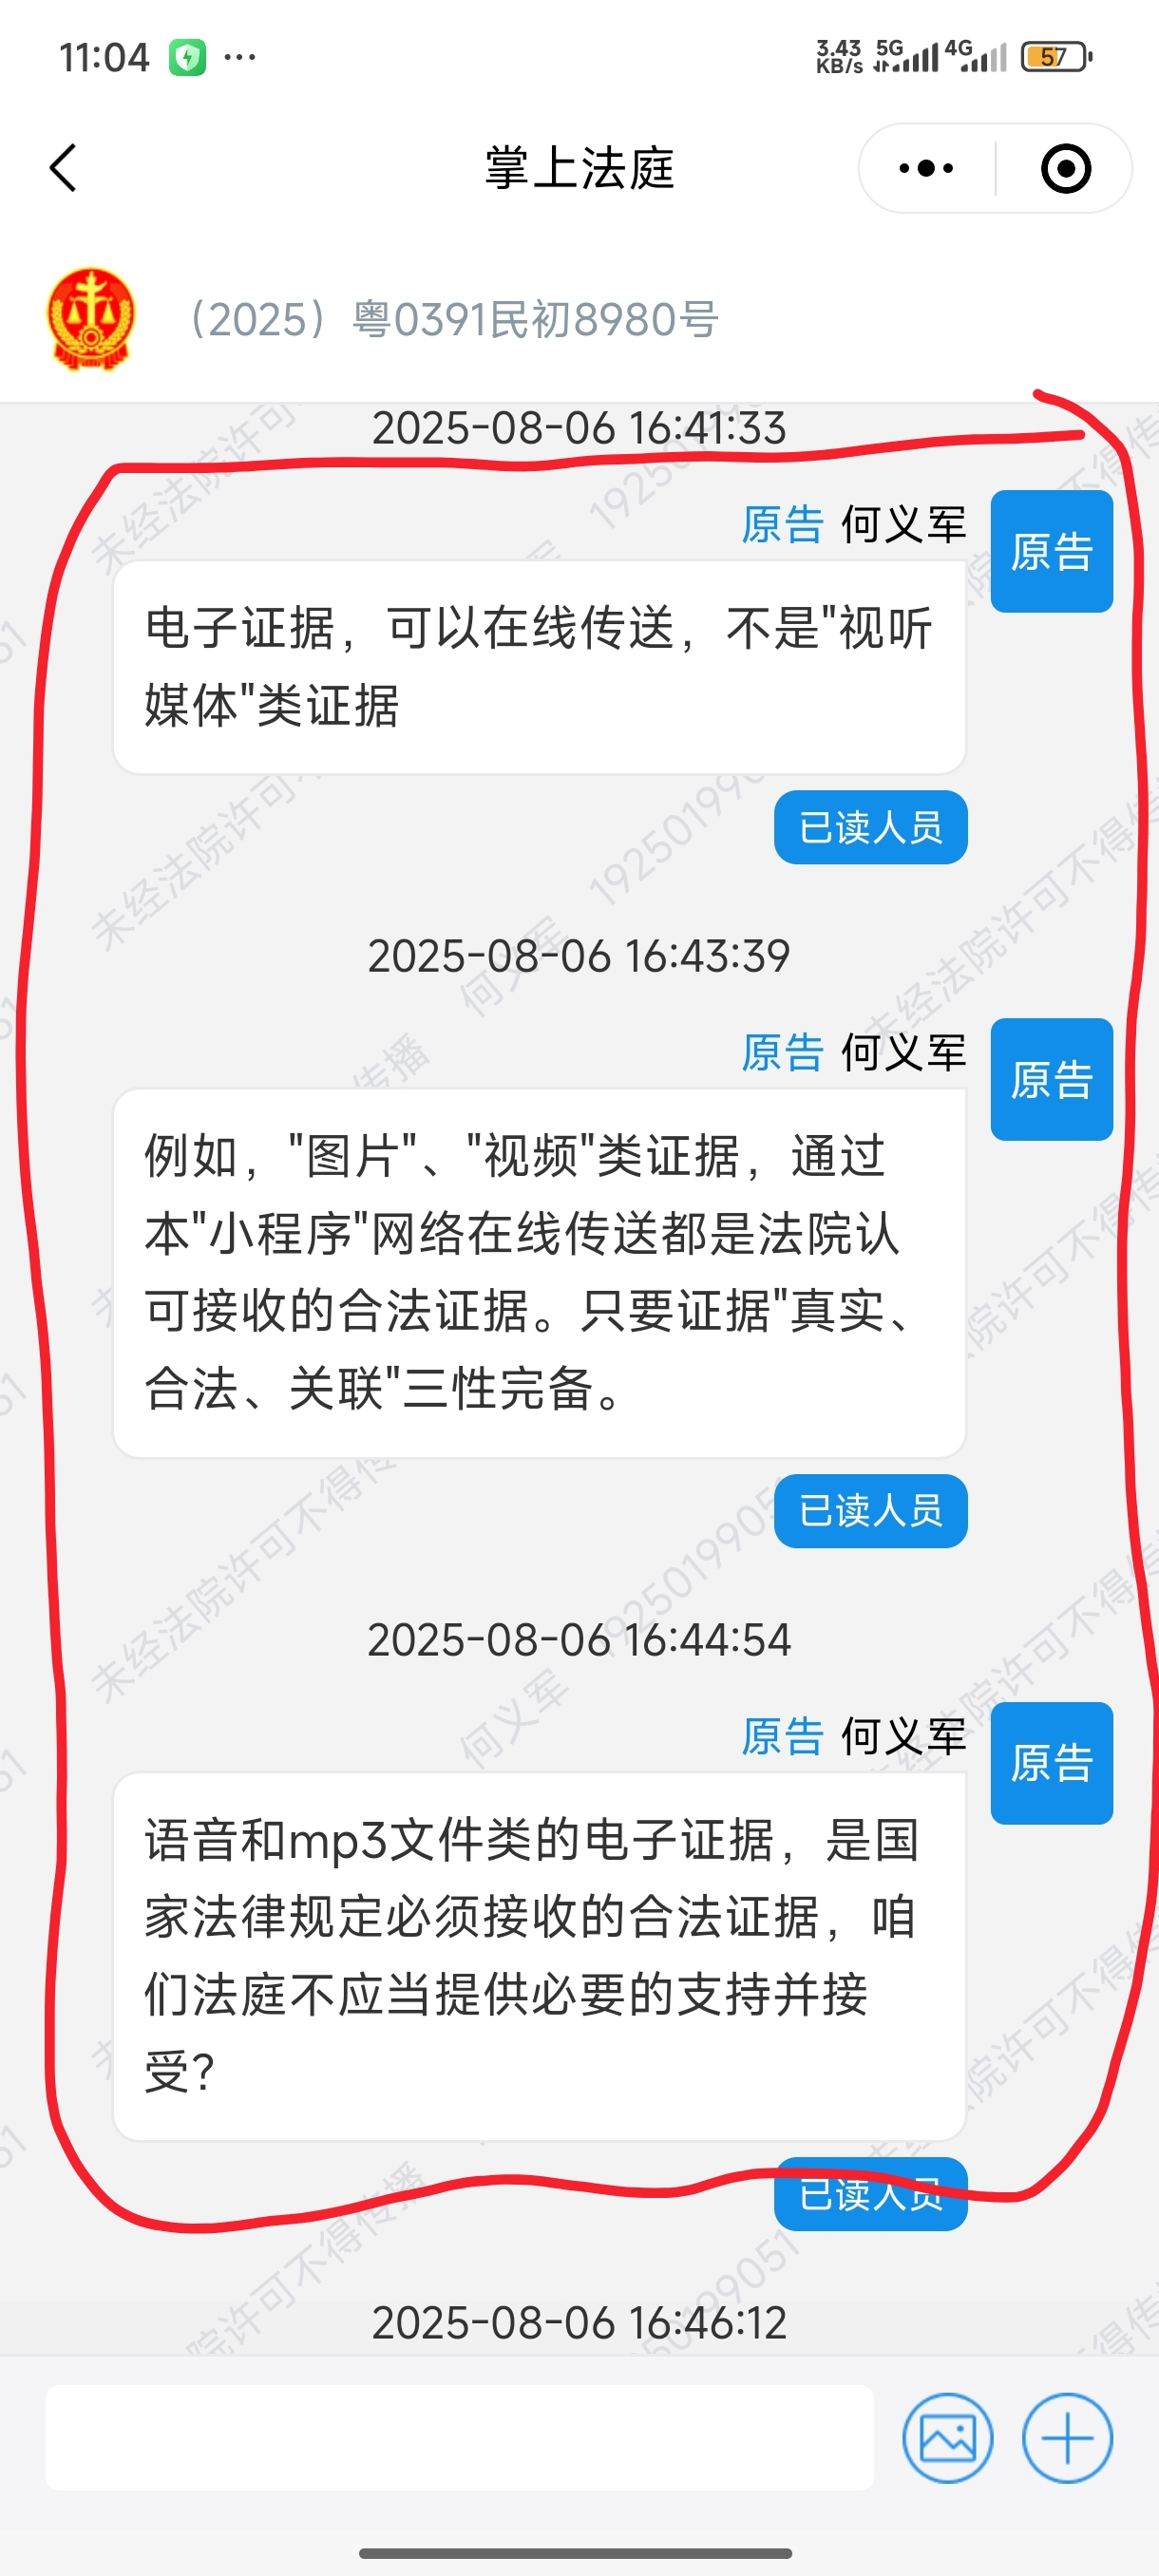 11:04 ...
3.43 KB/s 5G 4G 57
掌上法庭
（2025）粤0391民初8980号
2025-08-06 16:41:33
原告 何义军 原告
电子证据，可以在线传送，不是"视听
媒体"类证据
已读人员
2025-08-06 16:43:39
原告 何义军 原告
例如，"图片"、"视频"类证据，通过
本"小程序"网络在线传送都是法院认
可接收的合法证据。只要证据"真实、
合法、关联"三性完备。
已读人员
2025-08-06 16:44:54
原告 何义军 原告
语音和mp3文件类的电子证据，是国
家法律规定必须接收的合法证据，咱
们法庭不应当提供必要的支持并接
受？
已读人员
2025-08-06 16:46:12
未经法院许可不得传播 何义军 19250199051